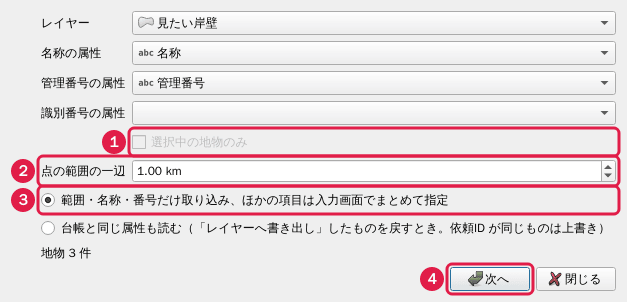 レイヤー 見たい岸壁
名称の属性 abc 名称
管理番号の属性 abc 管理番号
識別番号の属性
1 選択中の地物のみ
2 点の範囲の一辺 1.00 km
3 範囲・名称・番号だけ取り込み、ほかの項目は入力画面でまとめて指定
台帳と同じ属性も読む（「レイヤーへ書き出し」したものを戻すとき。依頼ID が同じものは上書き）
地物 3 件
4 次へ 閉じる